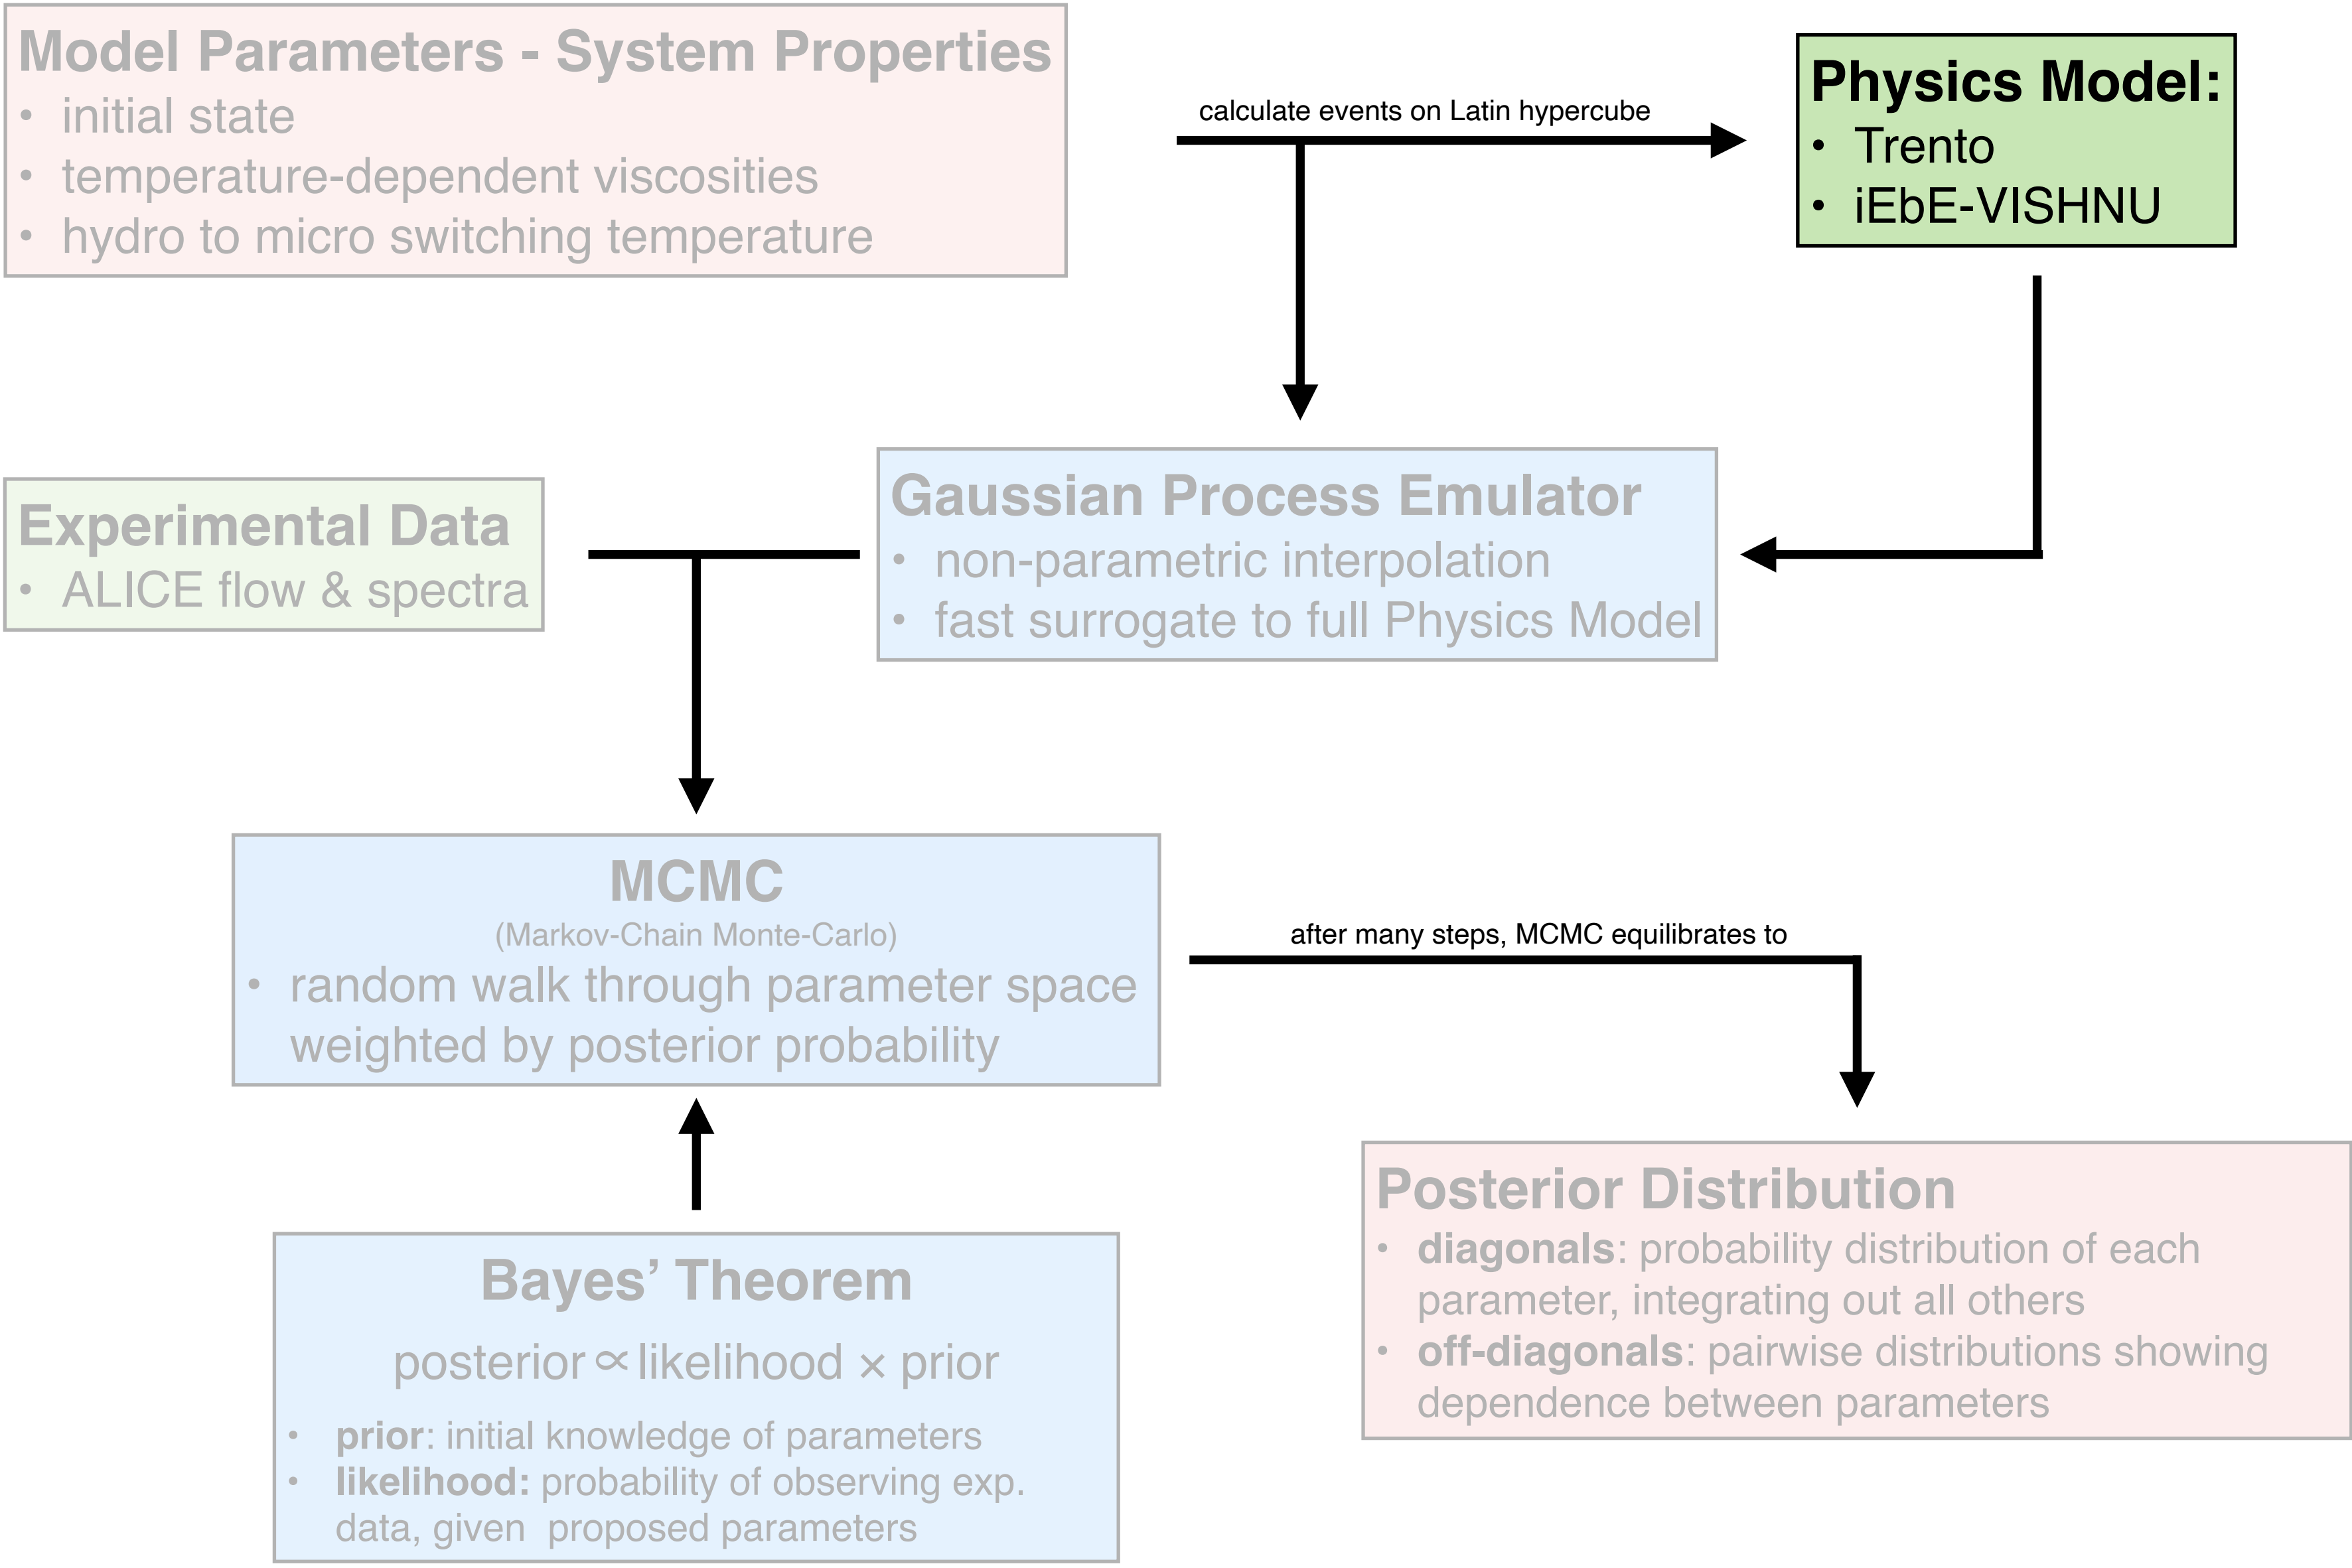 Model Parameters - System Properties
• initial state
• temperature-dependent viscosities
• hydro to micro switching temperature
calculate events on Latin hypercube
Physics Model:
• Trento
• iEbE-VISHNU
Experimental Data
• ALICE flow & spectra
Gaussian Process Emulator
• non-parametric interpolation
• fast surrogate to full Physics Model
MCMC
(Markov-Chain Monte-Carlo)
• random walk through parameter space
weighted by posterior probability
after many steps, MCMC equilibrates to
Bayes’ Theorem
posterior ∝ likelihood × prior
• prior: initial knowledge of parameters
• likelihood: probability of observing exp.
data, given proposed parameters
Posterior Distribution
• diagonals: probability distribution of each
parameter, integrating out all others
• off-diagonals: pairwise distributions showing
dependence between parameters